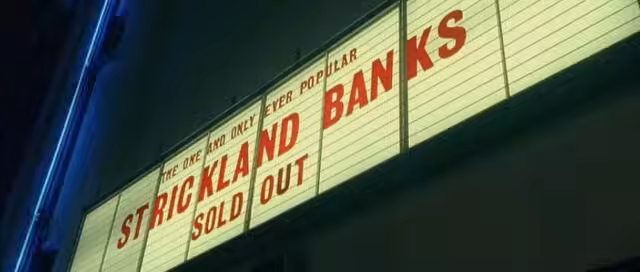 THE ONE AND ONLY EVER POPULAR
STRICKLAND BANKS
SOLD OUT